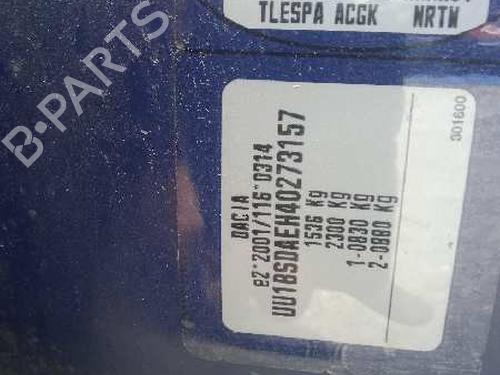 TLESPA ACGK NRTW
DACIA
e2*2001/116*0314
UU1BSDAEH40273157
1536 Kg
2300 Kg
1-0830 Kg
2-0880 Kg
301600
B-PARTS